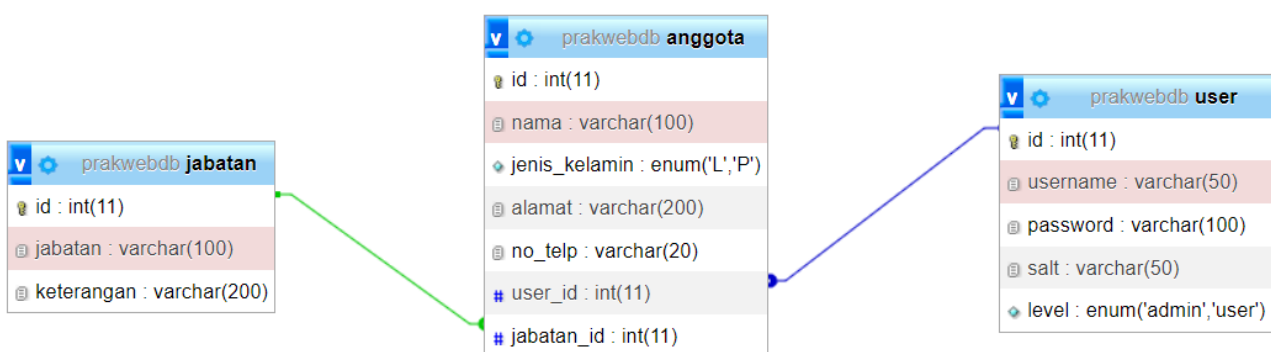 prakwebdb jabatan
id : int(11)
jabatan : varchar(100)
keterangan : varchar(200)
v prakwebdb anggota
id : int(11)
nama : varchar(100)
jenis_kelamin : enum('L','P')
alamat : varchar(200)
no_telp : varchar(20)
# user_id : int(11)
# jabatan_id : int(11)
v prakwebdb user
id : int(11)
username : varchar(50)
password : varchar(100)
salt : varchar(50)
level : enum('admin','user')